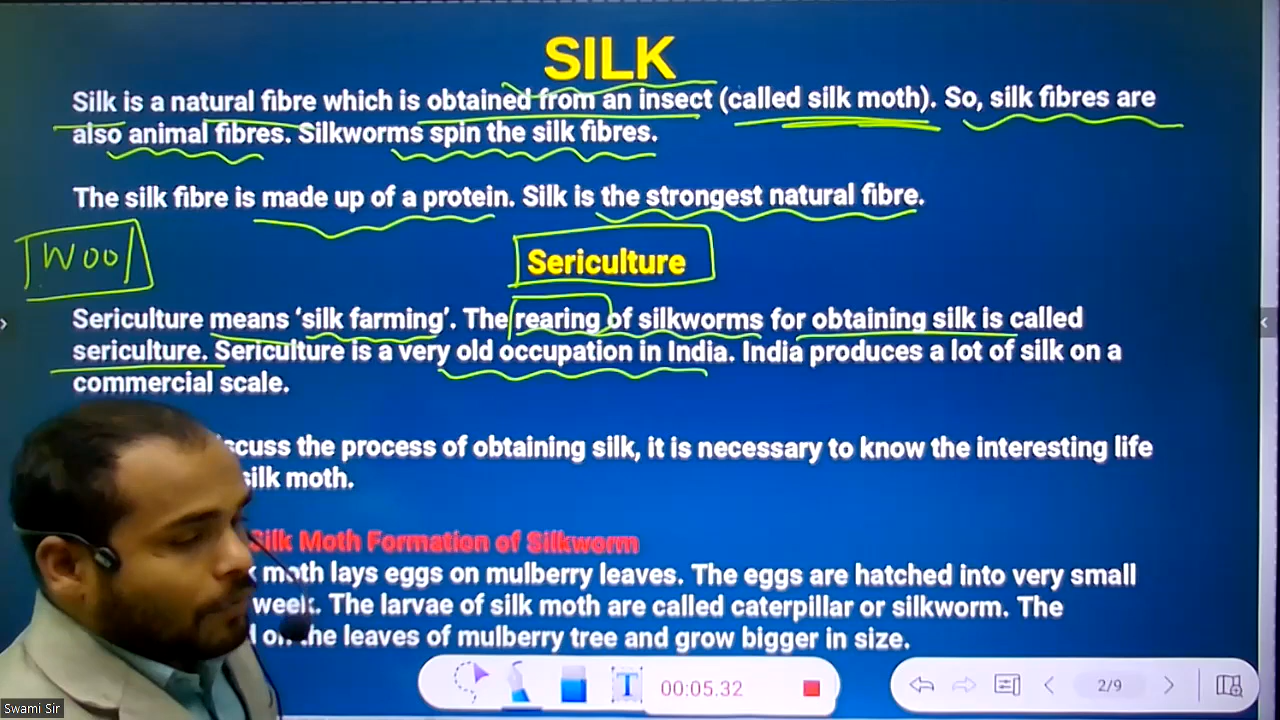 SILK
Silk is a natural fibre which is obtained from an insect (called silk moth). So, silk fibres are
also animal fibres. Silkworms spin the silk fibres.
The silk fibre is made up of a protein. Silk is the strongest natural fibre.
Wool
Sericulture
Sericulture means ‘silk farming’. The rearing of silkworms for obtaining silk is called
sericulture. Sericulture is a very old occupation in India. India produces a lot of silk on a
commercial scale.
the process of obtaining silk, it is necessary to know the interesting life
silk moth.
Silk Moth Formation of Silkworm
moth lays eggs on mulberry leaves. The eggs are hatched into very small
week. The larvae of silk moth are called caterpillar or silkworm. The
on the leaves of mulberry tree and grow bigger in size.
T 00:05.32 2/9
Swami Sir